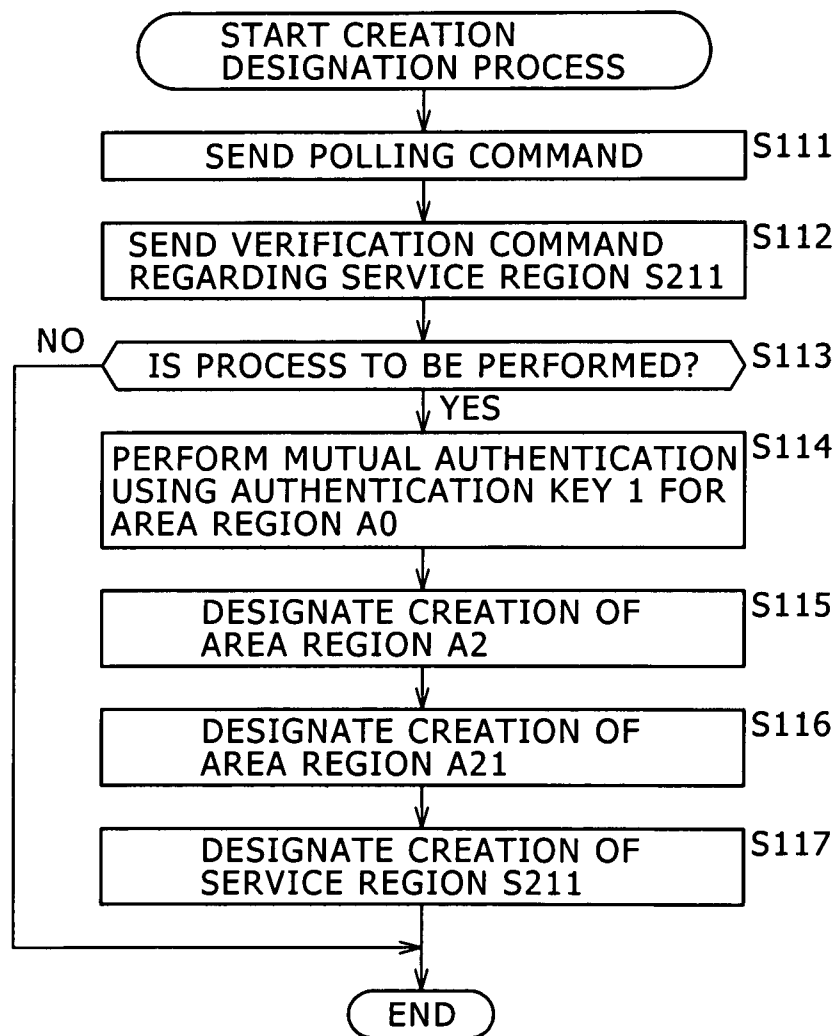 START CREATION
DESIGNATION PROCESS
SEND POLLING COMMAND
S111
SEND VERIFICATION COMMAND
REGARDING SERVICE REGION S211
S112
NO
IS PROCESS TO BE PERFORMED?
S113
YES
PERFORM MUTUAL AUTHENTICATION
USING AUTHENTICATION KEY 1 FOR
AREA REGION A0
S114
DESIGNATE CREATION OF
AREA REGION A2
S115
DESIGNATE CREATION OF
AREA REGION A21
S116
DESIGNATE CREATION OF
SERVICE REGION S211
S117
END